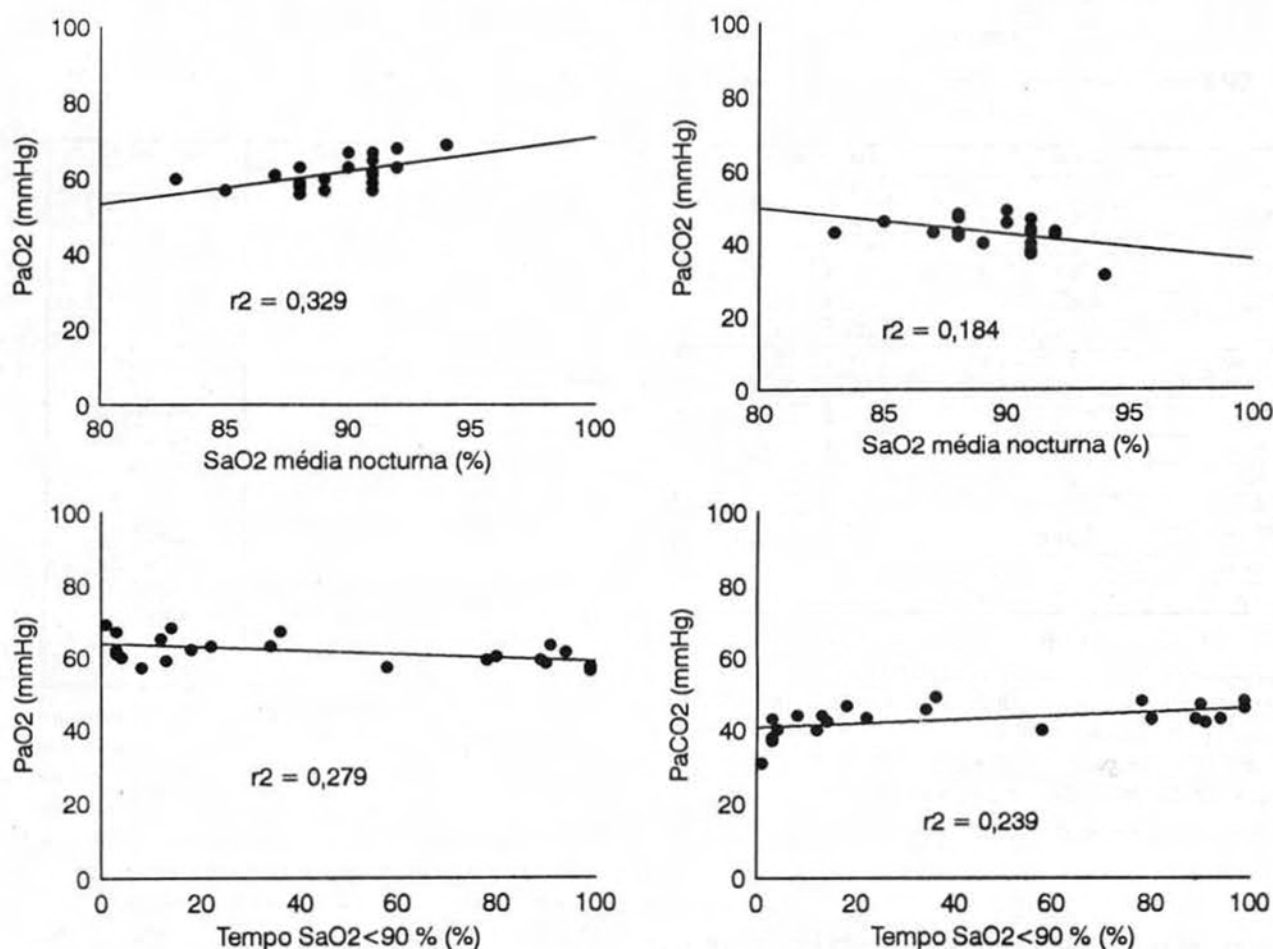 100
80
60
40
20
0
PaO2 (mmHg)
r2 = 0,329
80 85 90 95 100
SaO2 média nocturna (%)
100
80
60
40
20
0
PaCO2 (mmHg)
r2 = 0,184
80 85 90 95 100
SaO2 média nocturna (%)
100
80
60
40
20
0
PaO2 (mmHg)
r2 = 0,279
0 20 40 60 80 100
Tempo SaO2<90 % (%)
100
80
60
40
20
0
PaCO2 (mmHg)
r2 = 0,239
0 20 40 60 80 100
Tempo SaO2<90 % (%)